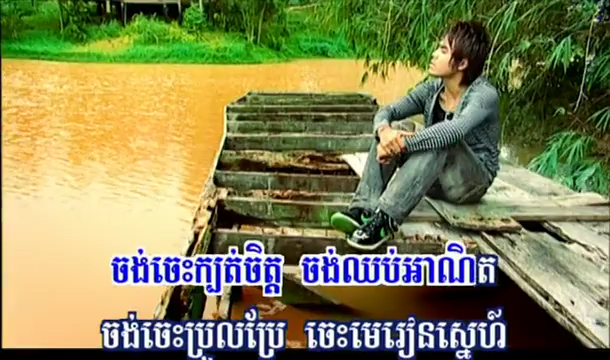 ចង់ចេះក្បត់ចិត្ត ចង់ឈប់អាណិត
ចង់ចេះប្រួលប្រែ ចេះមេរៀនស្នេហ៍